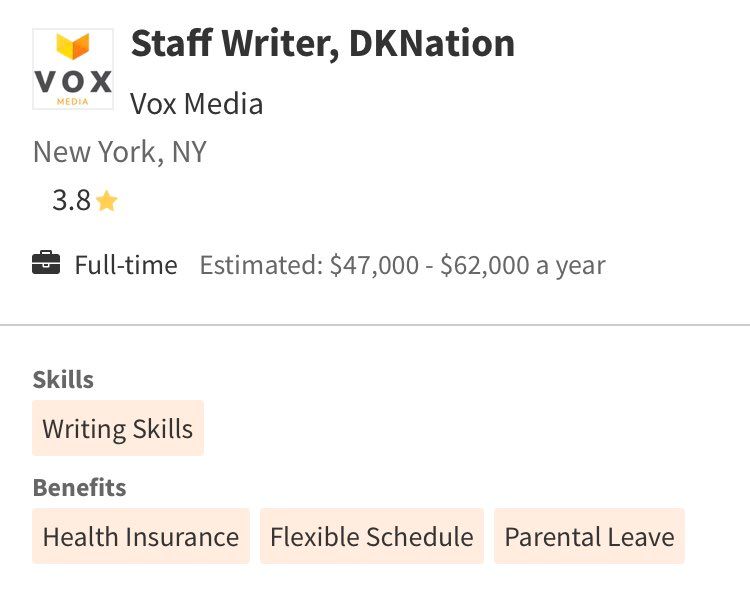 Staff Writer, DKNation
VOX
MEDIA
Vox Media
New York, NY
3.8
Full-time Estimated: $47,000 - $62,000 a year
Skills
Writing Skills
Benefits
Health Insurance Flexible Schedule Parental Leave